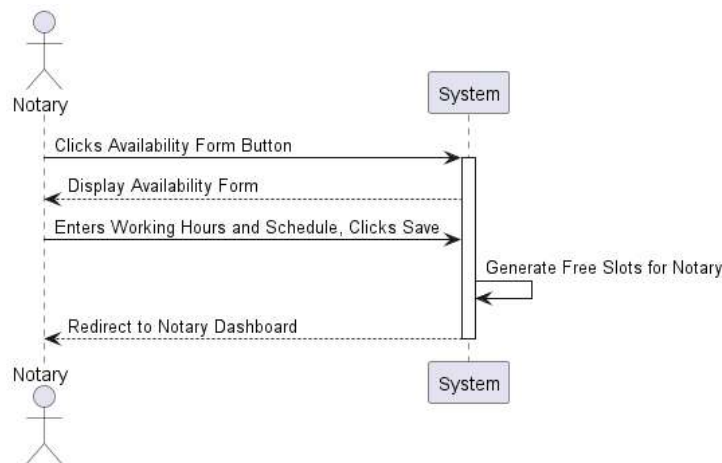 Notary
System
Clicks Availability Form Button
Display Availability Form
Enters Working Hours and Schedule, Clicks Save
Generate Free Slots for Notary
Redirect to Notary Dashboard
Notary
System